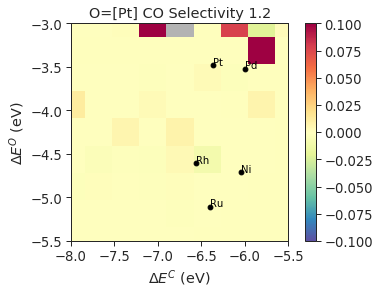 O=[Pt] CO Selectivity 1.2
−3.0
−3.5
−4.0
−4.5
−5.0
−5.5
ΔE^O (eV)
Pt
Pd
Rh
Ni
Ru
−8.0 −7.5 −7.0 −6.5 −6.0 −5.5
ΔE^C (eV)
0.100
0.075
0.050
0.025
0.000
−0.025
−0.050
−0.075
−0.100